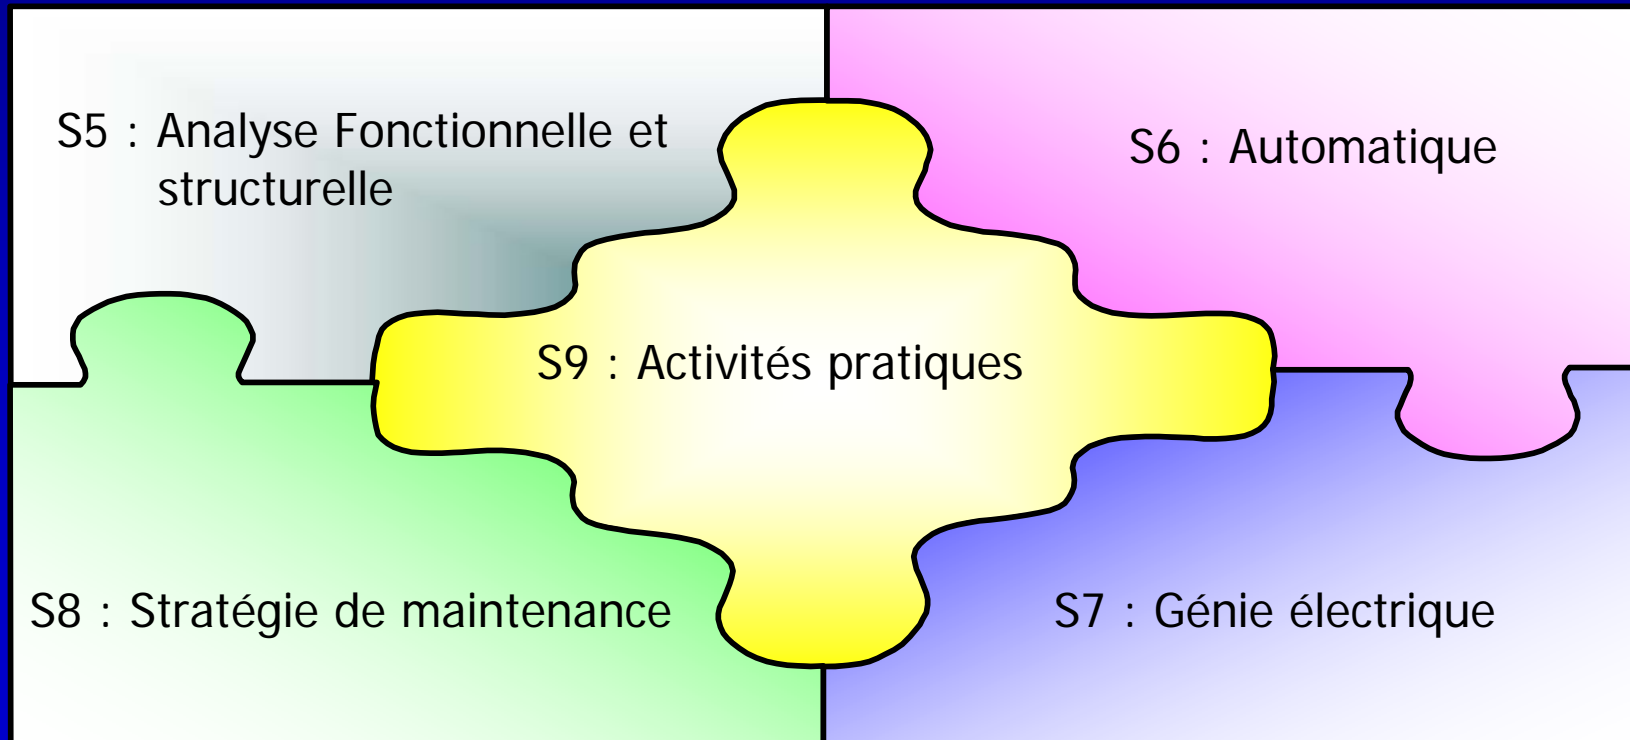 S5 : Analyse Fonctionnelle et
structurelle
S6 : Automatique
S9 : Activités pratiques
S8 : Stratégie de maintenance
S7 : Génie électrique